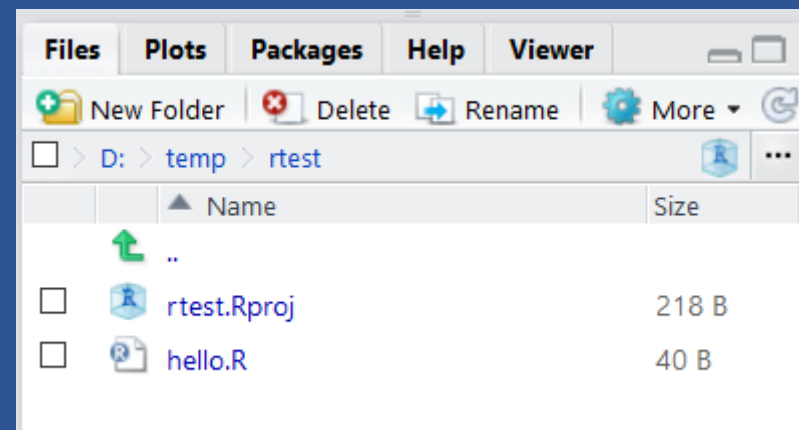 Files Plots Packages Help Viewer
New Folder Delete Rename More
D: > temp > rtest ...
Name Size
..
rtest.Rproj 218 B
hello.R 40 B